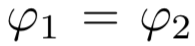 φ₁ = φ₂